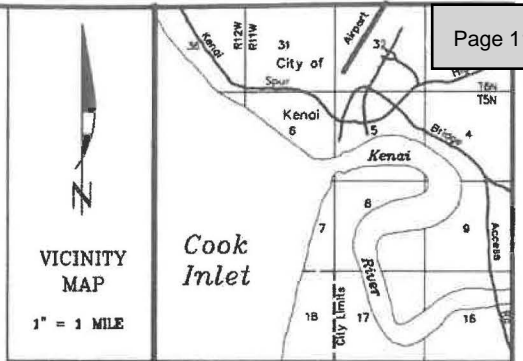 Page 1
N
VICINITY
MAP
1" = 1 MILE
Kenai
Spur
R12W
R11W
36
31
32
Airport
City of
Kenai
T6N
T5N
6
5
4
Bridge
Access
Kenai
River
7
8
9
Cook
Inlet
18
17
16
City Limits